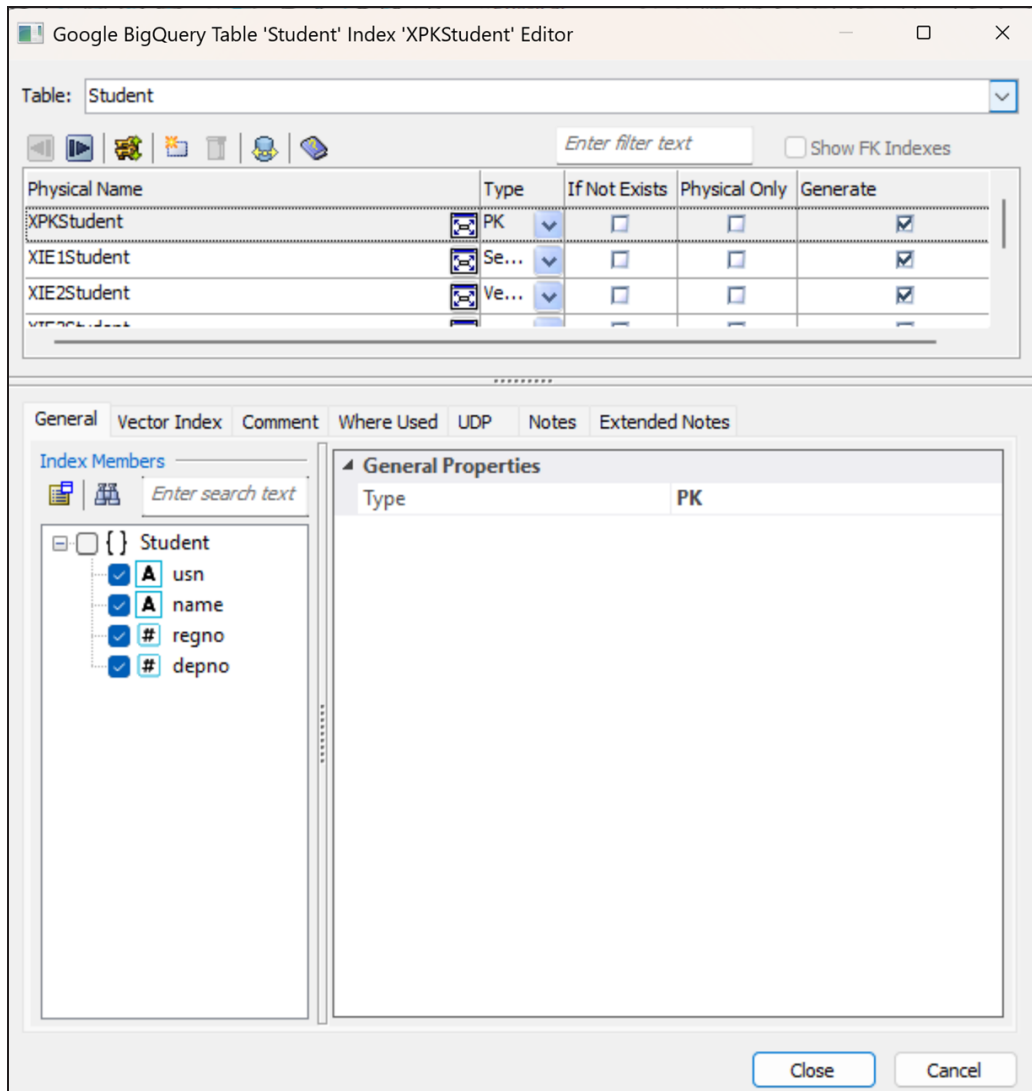 Google BigQuery Table 'Student' Index 'XPKStudent' Editor
Table: Student
Enter filter text
Show FK Indexes
Physical Name Type If Not Exists Physical Only Generate
XPKStudent PK
XIE1Student Se...
XIE2Student Ve...
General Vector Index Comment Where Used UDP Notes Extended Notes
Index Members
Enter search text
General Properties
Type PK
{ } Student
A usn
A name
# regno
# depno
Close Cancel